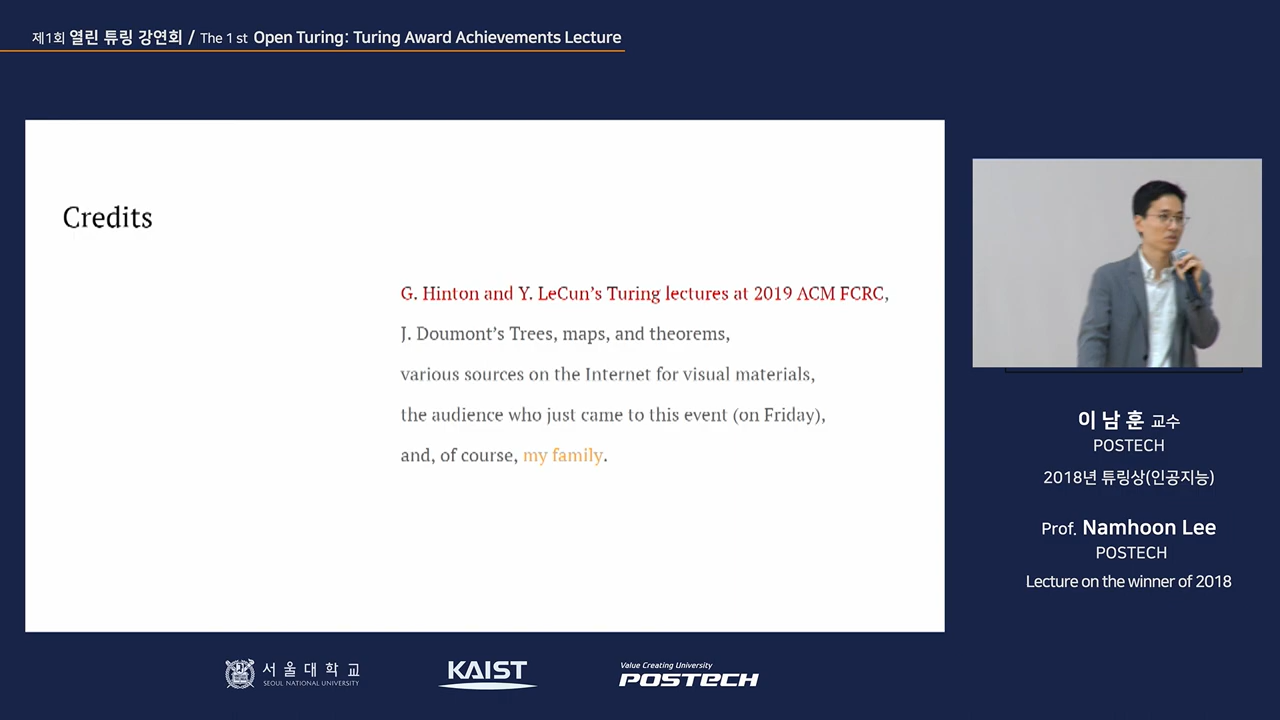 제1회 열린 튜링 강연회 / The 1 st Open Turing: Turing Award Achievements Lecture
Credits
G. Hinton and Y. LeCun's Turing lectures at 2019 ACM FCRC,
J. Doumont's Trees, maps, and theorems,
various sources on the Internet for visual materials,
the audience who just came to this event (on Friday),
and, of course, my family.
이 남 훈 교수
POSTECH
2018년 튜링상(인공지능)
Prof. Namhoon Lee
POSTECH
Lecture on the winner of 2018
서울대학교
SEOUL NATIONAL UNIVERSITY
KAIST
Value Creating University
POSTECH